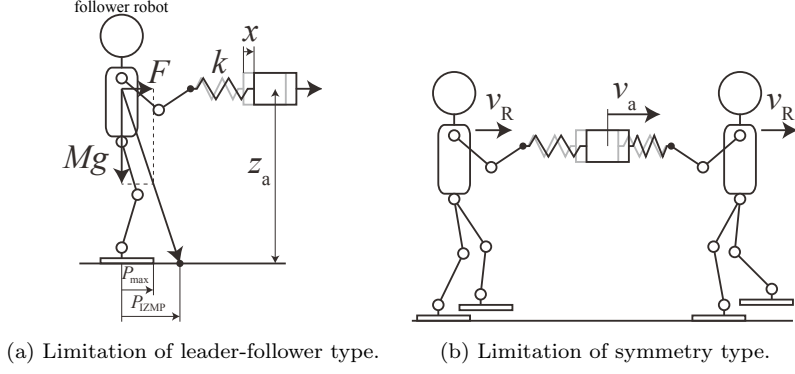 follower robot
x
k
F
Mg
z_a
P_max
P_IZMP
v_R
v_a
v_R
(a) Limitation of leader-follower type.
(b) Limitation of symmetry type.